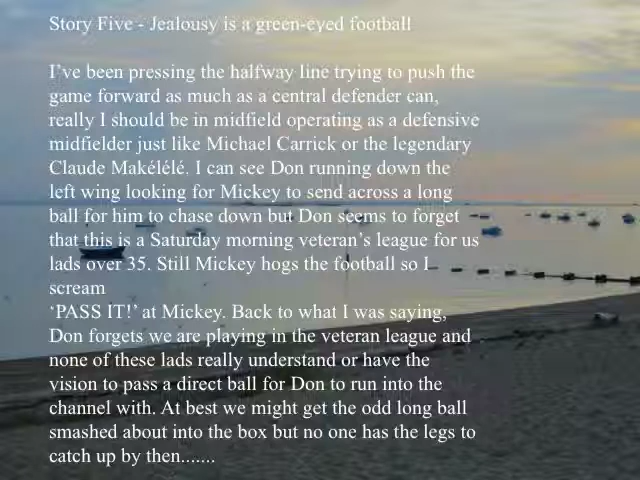 Story Five - Jealousy is a green-eyed football
I've been pressing the halfway line trying to push the
game forward as much as a central defender can,
really I should be in midfield operating as a defensive
midfielder just like Michael Carrick or the legendary
Claude Makélélé. I can see Don running down the
left wing looking for Mickey to send across a long
ball for him to chase down but Don seems to forget
that this is a Saturday morning veteran's league for us
lads over 35. Still Mickey hogs the football so I
scream
‘PASS IT!’ at Mickey. Back to what I was saying,
Don forgets we are playing in the veteran league and
none of these lads really understand or have the
vision to pass a direct ball for Don to run into the
channel with. At best we might get the odd long ball
smashed about into the box but no one has the legs to
catch up by then.......